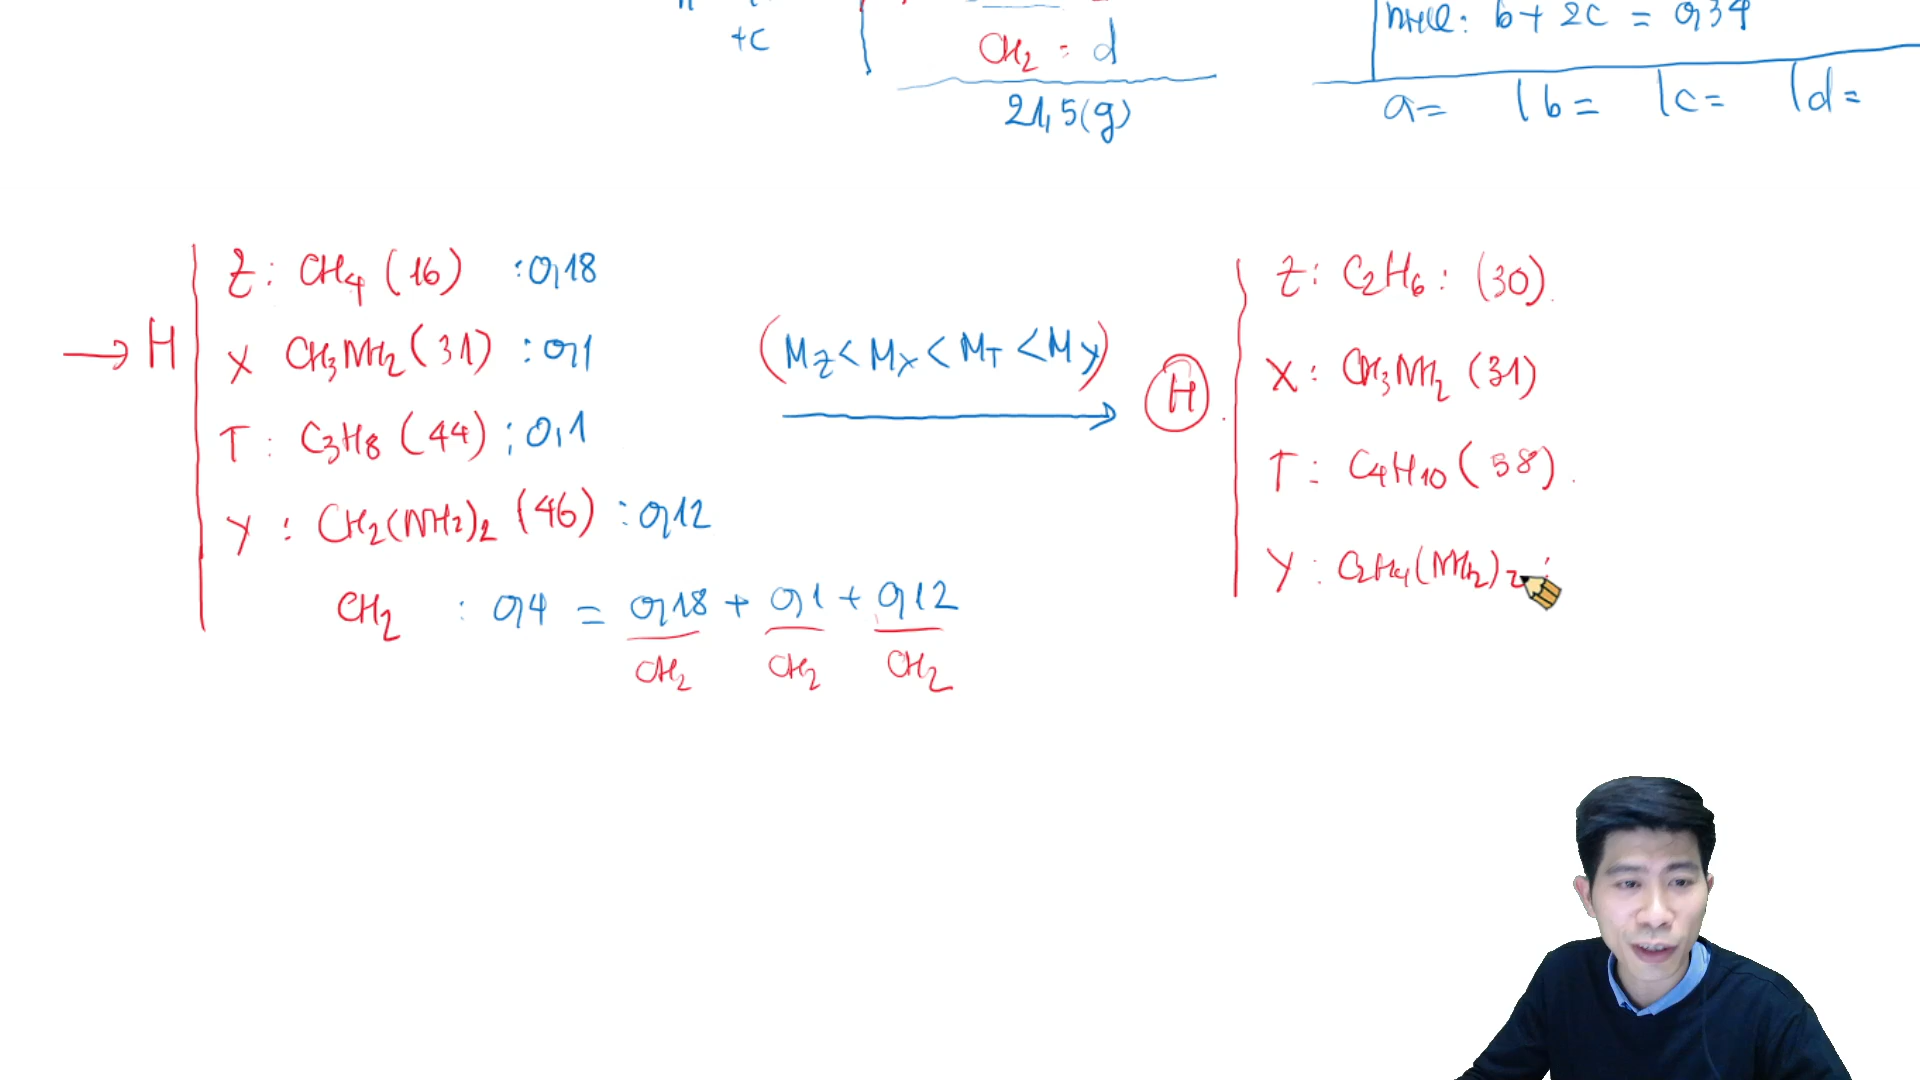 +c
CH2 : d
21,5(g)
nHCl: b + 2c = 0,34
a= | b= | c= | d=
→ H
Z: CH4 (16) : 0,18
X CH3NH2 (31) : 0,1
T: C3H8 (44) : 0,1
Y: CH2(NH2)2 (46) : 0,12
CH2 : 0,4 = 0,18 + 0,1 + 0,12
CH2 CH2 CH2
(MZ < MX < MT < MY)
H
Z: C2H6: (30)
X: CH3NH2 (31)
T: C4H10 (58)
Y: C2H4(NH2)2 :